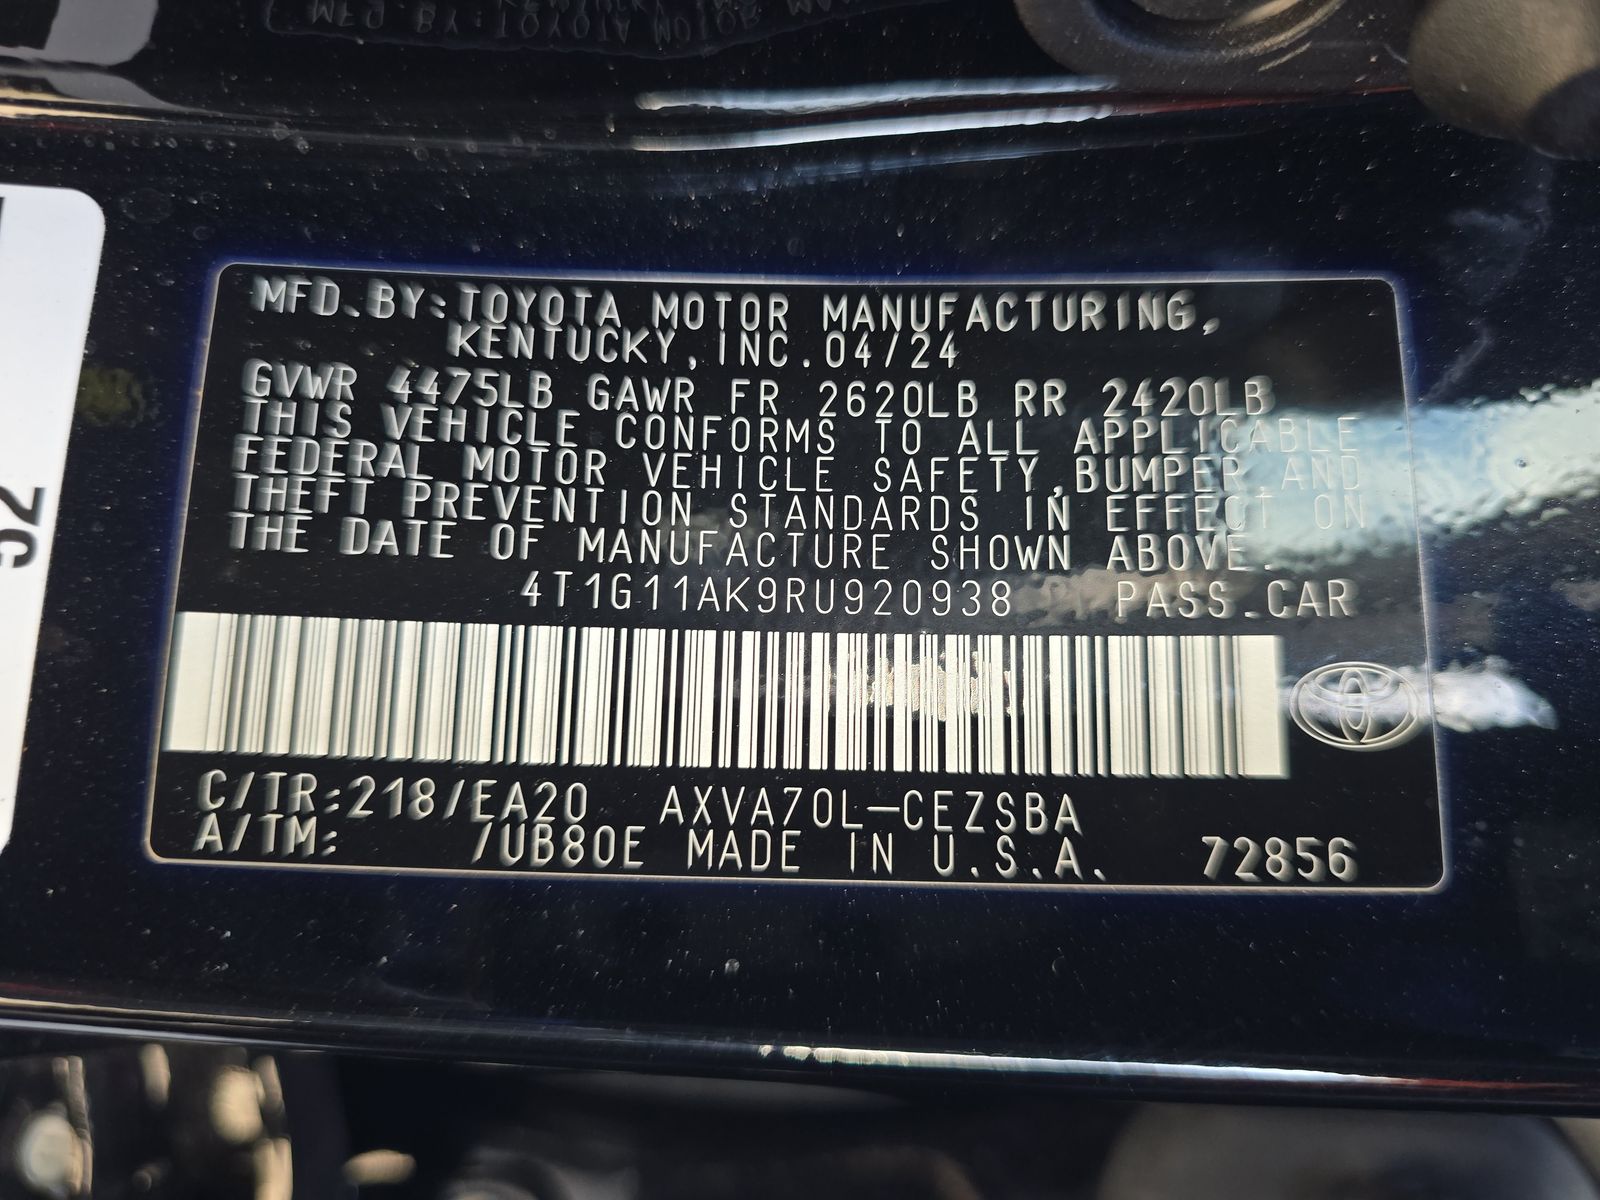 MFD. BY: TOYOTA MOTOR MANUFACTURING,
KENTUCKY, INC. 04/24
GVWR 4475LB GAWR FR 2620LB RR 2420LB
THIS VEHICLE CONFORMS TO ALL APPLICABLE
FEDERAL MOTOR VEHICLE SAFETY, BUMPER, AND
THEFT PREVENTION STANDARDS IN EFFECT ON
THE DATE OF MANUFACTURE SHOWN ABOVE.
4T1G11AK9RU920938 PASS. CAR
C/TR: 218/EA20 AXVA70L-CEZSBA
A/TM: /UB80E MADE IN U.S.A. 72856